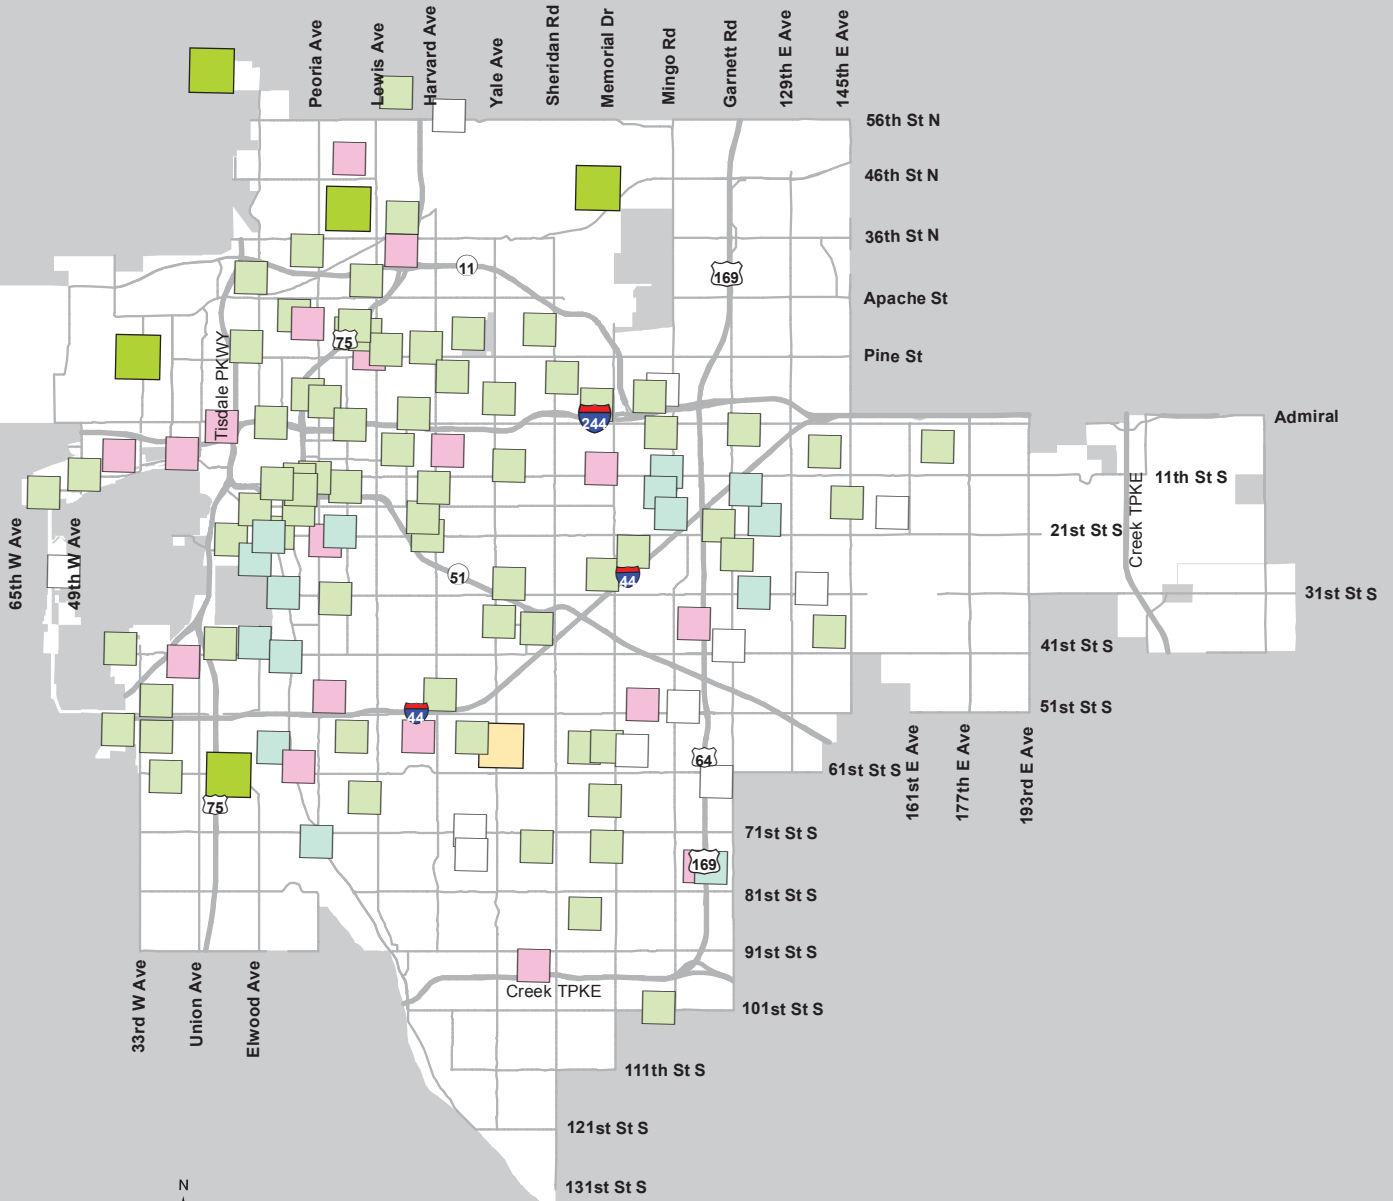 Peoria Ave
Lewis Ave
Harvard Ave
Yale Ave
Sheridan Rd
Memorial Dr
Mingo Rd
Garnett Rd
129th E Ave
145th E Ave
56th St N
46th St N
36th St N
11
169
Apache St
75
Pine St
Tisdale PKWY
244
Admiral
11th St S
Creek TPKE
21st St S
65th W Ave
49th W Ave
51
44
31st St S
41st St S
51st St S
44
64
61st St S
161st E Ave
177th E Ave
193rd E Ave
75
71st St S
169
81st St S
91st St S
33rd W Ave
Union Ave
Elwood Ave
Creek TPKE
101st St S
111th St S
121st St S
N
131st St S